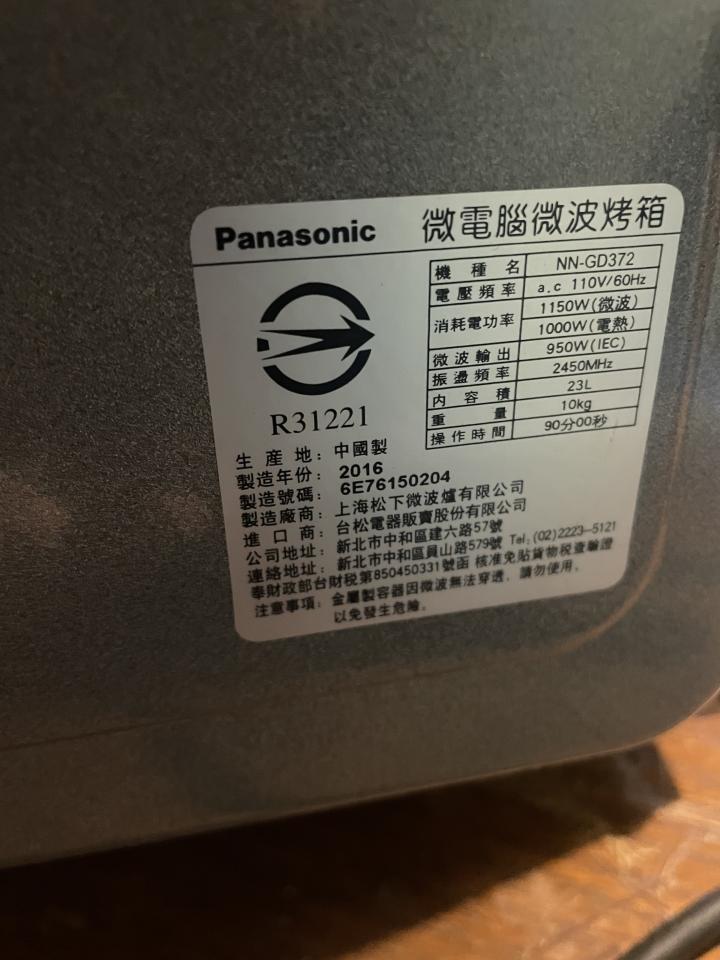 Panasonic 微電腦微波烤箱
機種名 NN-GD372
電壓頻率 a.c 110V/60Hz
消耗電功率 1150W(微波)
1000W(電熱)
微波輸出 950W(IEC)
振盪頻率 2450MHz
內容積 23L
重量 10kg
操作時間 90分00秒
R31221
生產地：中國製
製造年份：2016
製造號碼：6E76150204
製造廠商：上海松下微波爐有限公司
進口商：台松電器販賣股份有限公司
公司地址：新北市中和區建六路57號
連絡地址：新北市中和區員山路579號 Tel:(02)2223-5121
奉財政部台財稅第850450331號函 核准免貼貨物稅查驗證
注意事項：金屬製容器因微波無法穿透，請勿使用，
以免發生危險。